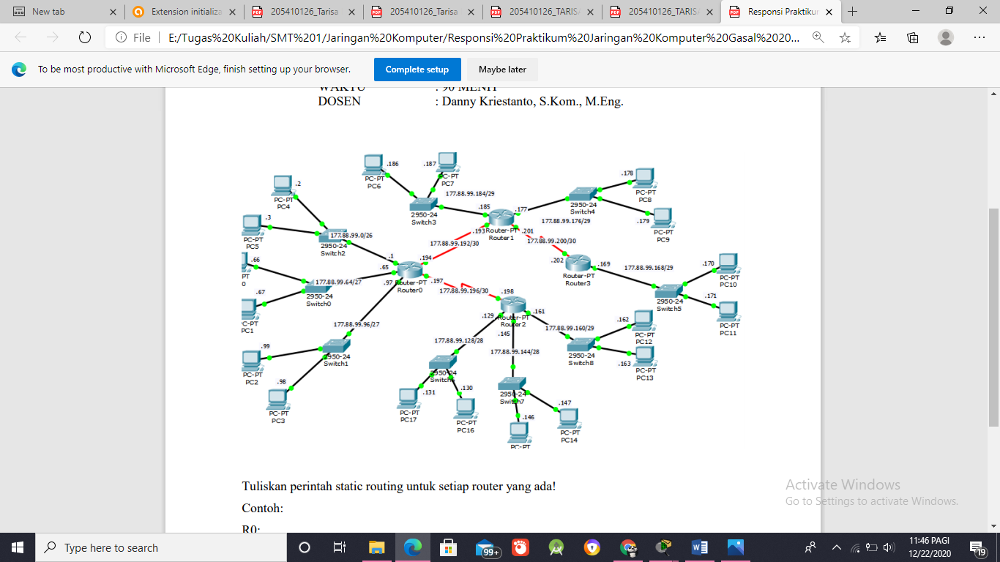 New tab
Extension initializa
205410126_Tarisa
205410126_Tarisa
205410126_TARISA
205410126_TARISA
Responsi Praktikum
File
E:/Tugas%20Kuliah/SMT%201/Jaringan%20Komputer/Responsi%20Praktikum%20Jaringan%20Komputer%20Gasal%2020...
To be most productive with Microsoft Edge, finish setting up your browser.
Complete setup
Maybe later
WAKTU : 90 MENIT
DOSEN : Danny Kriestanto, S.Kom., M.Eng.
.186
PC-PT
PC6
.187
PC-PT
PC7
177.88.99.184/29
2950-24
Switch3
.185
.177
.178
PC-PT
PC8
2950-24
Switch4
177.88.99.176/29
.179
PC-PT
PC9
.2
PC-PT
PC4
.3
PC-PT
PC5
177.88.99.0/26
2950-24
Switch2
.193
Router-PT
Router1
.201
177.88.99.192/30
177.88.99.200/30
.202
Router-PT
Router3
.169
177.88.99.168/29
.170
PC-PT
PC10
.171
PC-PT
PC11
2950-24
Switch5
.1
.194
.65
.97
Router-PT
Router0
.197
177.88.99.196/30
.198
.66
PT
0
.67
PC-PT
PC1
177.88.99.64/27
2950-24
Switch0
177.88.99.96/27
.99
PC-PT
PC2
2950-24
Switch1
.98
PC-PT
PC3
.129
Router-PT
Router2
.161
.145
177.88.99.160/29
.162
PC-PT
PC12
2950-24
Switch8
.163
PC-PT
PC13
177.88.99.128/28
177.88.99.144/28
2950-24
Switch6
.131
PC-PT
PC17
.130
PC-PT
PC16
2950-24
Switch7
.146
PC-PT
.147
PC-PT
PC14
Tuliskan perintah static routing untuk setiap router yang ada!
Contoh:
R0:
Activate Windows
Go to Settings to activate Windows.
Type here to search
99+
11:46 PAGI
12/22/2020
19